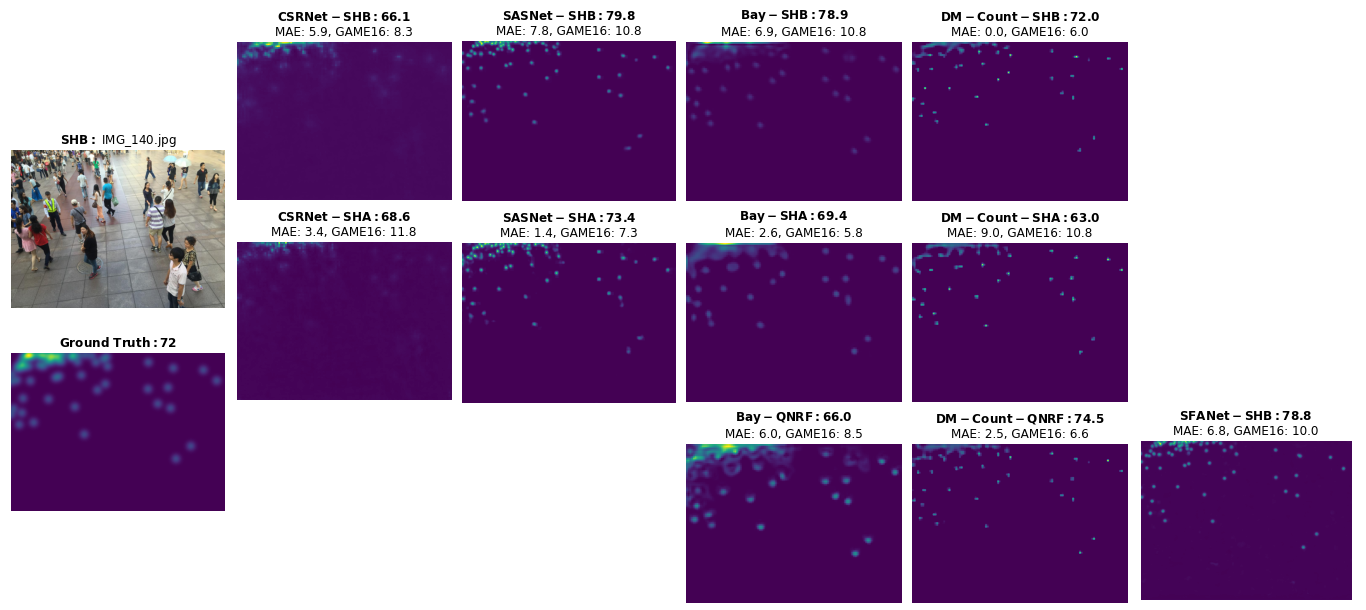 CSRNet−SHB: 66.1
MAE: 5.9, GAME16: 8.3
SASNet−SHB: 79.8
MAE: 7.8, GAME16: 10.8
Bay−SHB: 78.9
MAE: 6.9, GAME16: 10.8
DM−Count−SHB: 72.0
MAE: 0.0, GAME16: 6.0
SHB: IMG_140.jpg
CSRNet−SHA: 68.6
MAE: 3.4, GAME16: 11.8
SASNet−SHA: 73.4
MAE: 1.4, GAME16: 7.3
Bay−SHA: 69.4
MAE: 2.6, GAME16: 5.8
DM−Count−SHA: 63.0
MAE: 9.0, GAME16: 10.8
Ground Truth: 72
Bay−QNRF: 66.0
MAE: 6.0, GAME16: 8.5
DM−Count−QNRF: 74.5
MAE: 2.5, GAME16: 6.6
SFANet−SHB: 78.8
MAE: 6.8, GAME16: 10.0